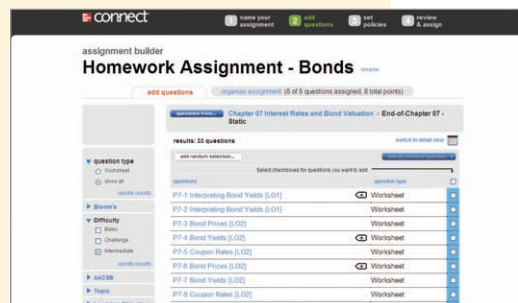 connect
1 name your assignment
2 add questions
3 set policies
4 review & assign
assignment builder
Homework Assignment - Bonds rename
add questions
organize assignment (8 of 8 questions assigned, 8 total points)
questions from...
Chapter 07 Interest Rates and Bond Valuation > End-of-Chapter 07 - Static
results: 33 questions
switch to detail view
add random selection...
Select checkboxes for questions you want to add
questions
question type
question type
Worksheet
show all
update results
Bloom's
Difficulty
Basic
Challenge
Intermediate
update results
AACSB
Topic
P7-1 Interpreting Bond Yields [LO1] Worksheet
P7-2 Interpreting Bond Yields [LO1] Worksheet
P7-3 Bond Prices [LO2] Worksheet
P7-4 Bond Yields [LO2] Worksheet
P7-5 Coupon Rates [LO2] Worksheet
P7-6 Bond Prices [LO2] Worksheet
P7-7 Bond Yields [LO2] Worksheet
P7-8 Coupon Rates [LO2] Worksheet